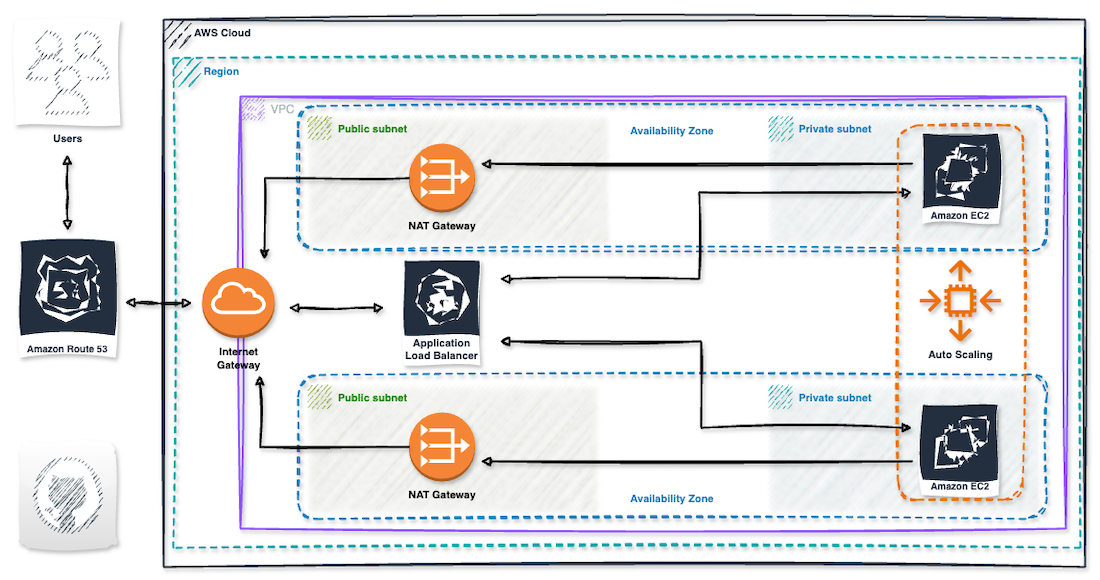 AWS Cloud
Region
VPC
Users
Public subnet
Availability Zone
Private subnet
NAT Gateway
Amazon EC2
Amazon Route 53
Internet
Gateway
Application
Load Balancer
Auto Scaling
Public subnet
Private subnet
NAT Gateway
Amazon EC2
Availability Zone